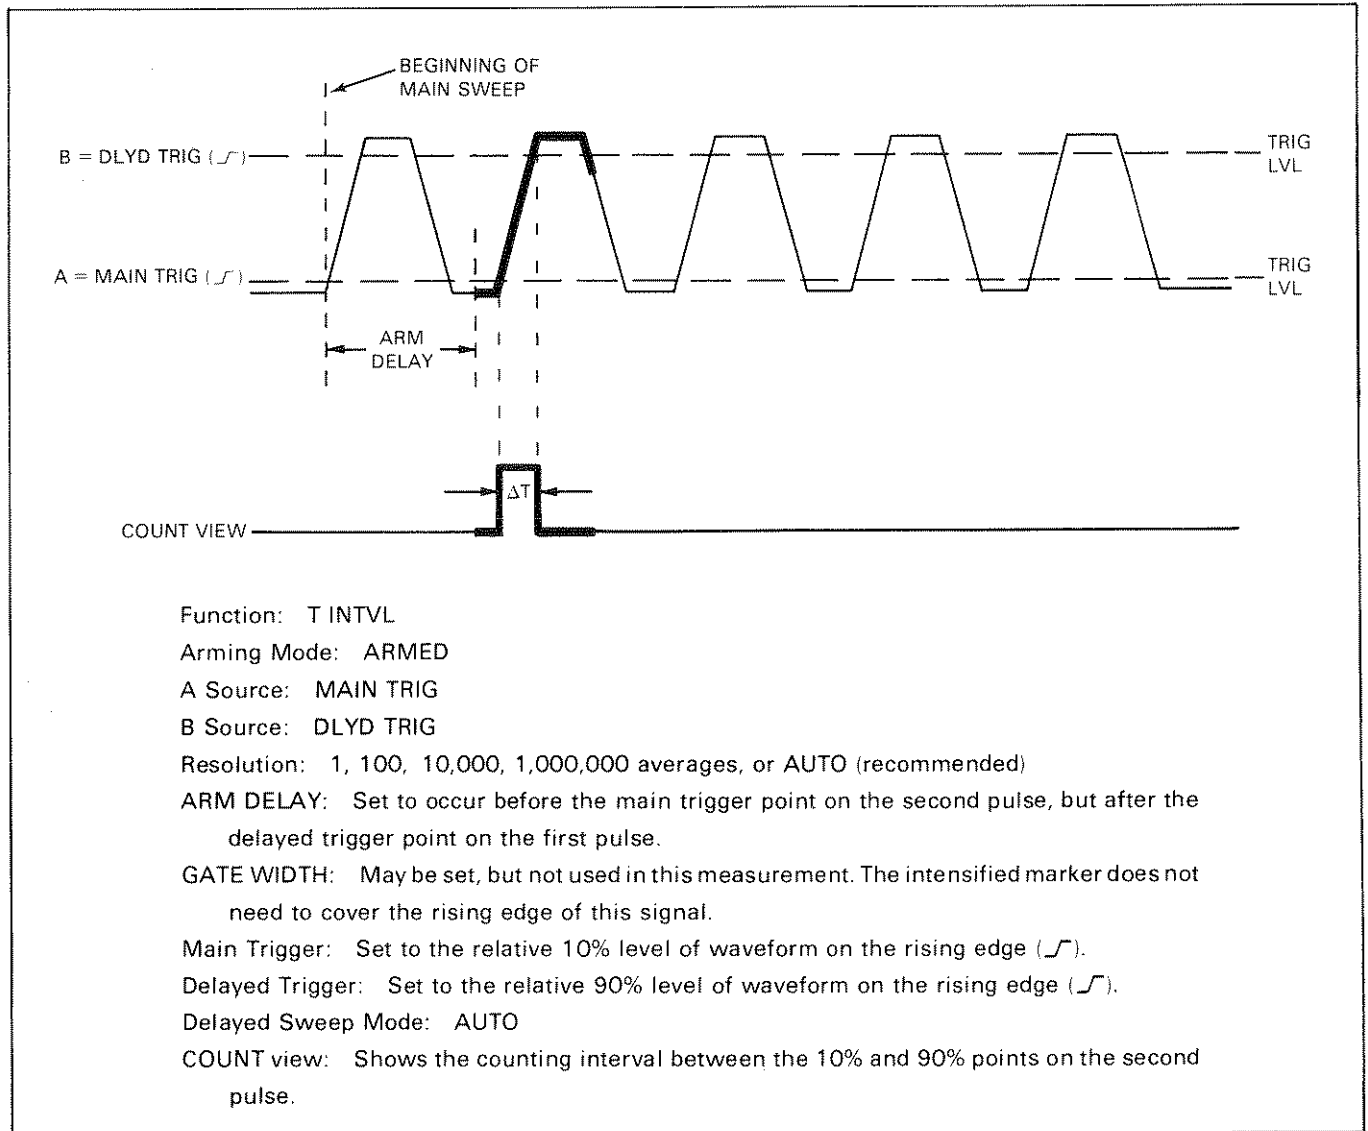 BEGINNING OF
MAIN SWEEP
B = DLYD TRIG (⎍)
TRIG
LVL
A = MAIN TRIG (⎍)
TRIG
LVL
ARM
DELAY
ΔT
COUNT VIEW
Function: T INTVL
Arming Mode: ARMED
A Source: MAIN TRIG
B Source: DLYD TRIG
Resolution: 1, 100, 10,000, 1,000,000 averages, or AUTO (recommended)
ARM DELAY: Set to occur before the main trigger point on the second pulse, but after the
delayed trigger point on the first pulse.
GATE WIDTH: May be set, but not used in this measurement. The intensified marker does not
need to cover the rising edge of this signal.
Main Trigger: Set to the relative 10% level of waveform on the rising edge (⎍).
Delayed Trigger: Set to the relative 90% level of waveform on the rising edge (⎍).
Delayed Sweep Mode: AUTO
COUNT view: Shows the counting interval between the 10% and 90% points on the second
pulse.